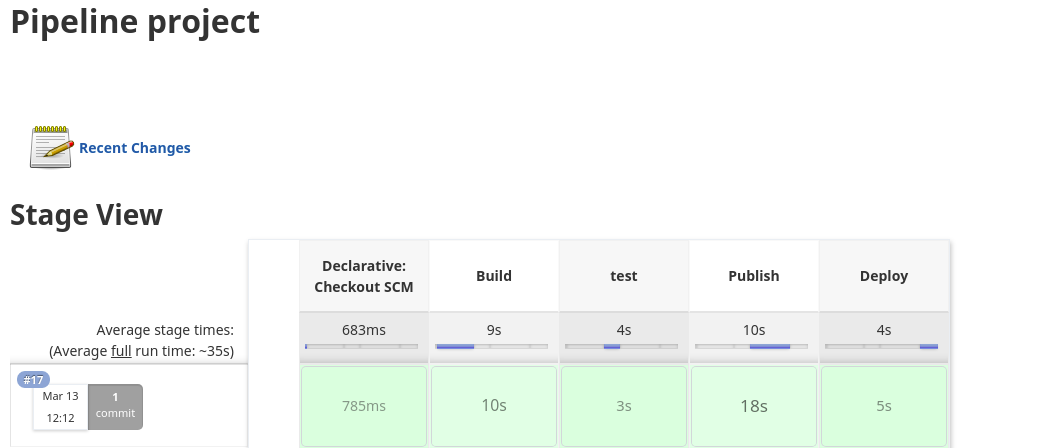 Pipeline project
Recent Changes
Stage View
Declarative:
Checkout SCM
Build
test
Publish
Deploy
Average stage times:
(Average full run time: ~35s)
683ms
9s
4s
10s
4s
#17
Mar 13
12:12
1
commit
785ms
10s
3s
18s
5s